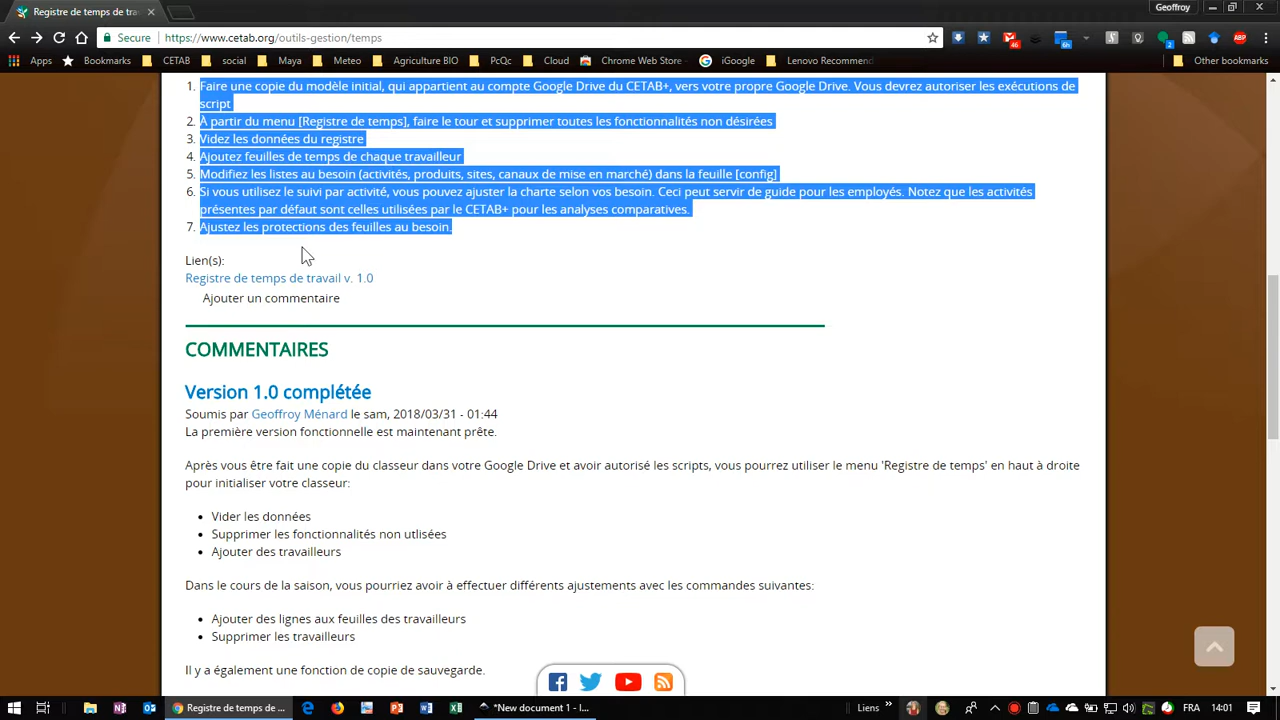 Registre de temps de trav
Geoffroy
Secure
https://www.cetab.org/outils-gestion/temps
46
6h
2
ABP
Apps
Bookmarks
CETAB
social
Maya
Meteo
Agriculture BIO
PcQc
Cloud
Chrome Web Store -
iGoogle
Lenovo Recommend
Other bookmarks
1. Faire une copie du modèle initial, qui appartient au compte Google Drive du CETAB+, vers votre propre Google Drive. Vous devrez autoriser les exécutions de
script
2. À partir du menu [Registre de temps], faire le tour et supprimer toutes les fonctionnalités non désirées
3. Videz les données du registre
4. Ajoutez feuilles de temps de chaque travailleur
5. Modifiez les listes au besoin (activités, produits, sites, canaux de mise en marché) dans la feuille [config]
6. Si vous utilisez le suivi par activité, vous pouvez ajuster la charte selon vos besoin. Ceci peut servir de guide pour les employés. Notez que les activités
présentes par défaut sont celles utilisées par le CETAB+ pour les analyses comparatives.
7. Ajustez les protections des feuilles au besoin.
Lien(s):
Registre de temps de travail v. 1.0
Ajouter un commentaire
COMMENTAIRES
Version 1.0 complétée
Soumis par Geoffroy Ménard le sam, 2018/03/31 - 01:44
La première version fonctionnelle est maintenant prête.
Après vous être fait une copie du classeur dans votre Google Drive et avoir autorisé les scripts, vous pourrez utiliser le menu 'Registre de temps' en haut à droite
pour initialiser votre classeur:
• Vider les données
• Supprimer les fonctionnalités non utlisées
• Ajouter des travailleurs
Dans le cours de la saison, vous pourriez avoir à effectuer différents ajustements avec les commandes suivantes:
• Ajouter des lignes aux feuilles des travailleurs
• Supprimer les travailleurs
Il y a également une fonction de copie de sauvegarde.
Registre de temps de ...
*New document 1 - I...
Liens
FRA
14:01